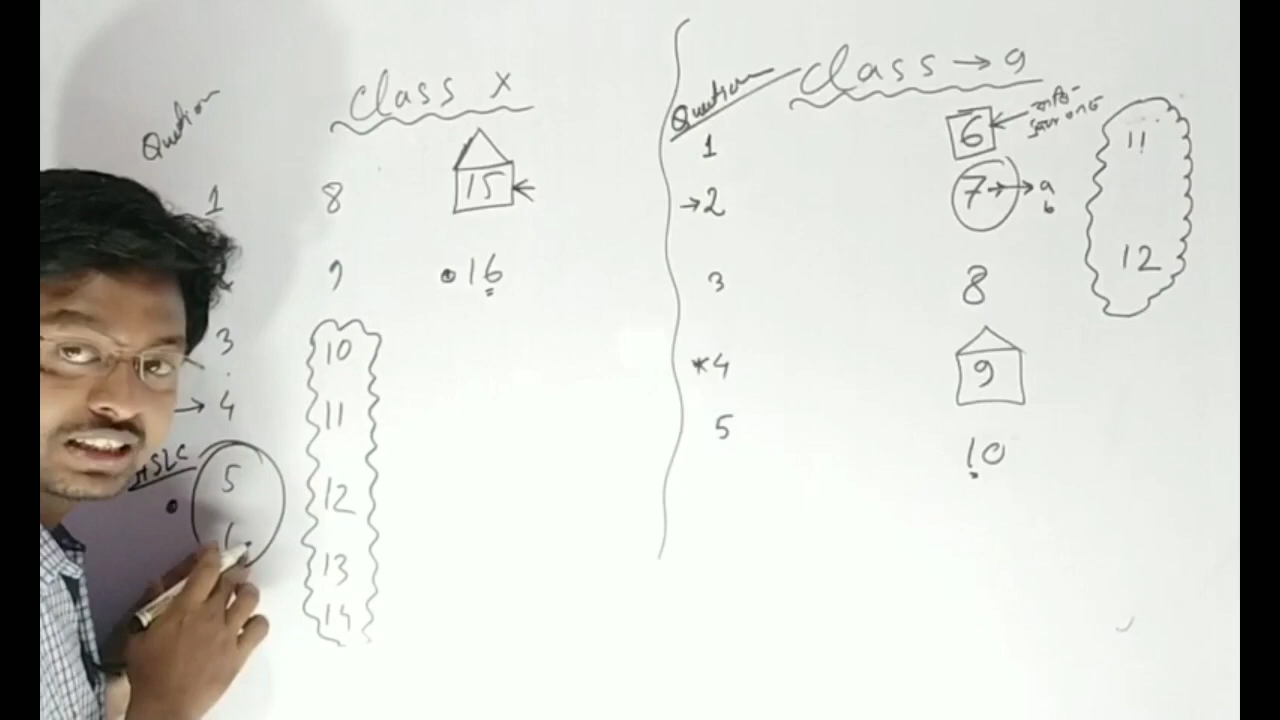 class x
Question
1 8 15
9 • 16
3 10
→ 4 11
HSLC
5 12
13
14
class → 9
Question
1 6 11
→ 2 7 → a
b
3 8 12
* 4 9
5 10